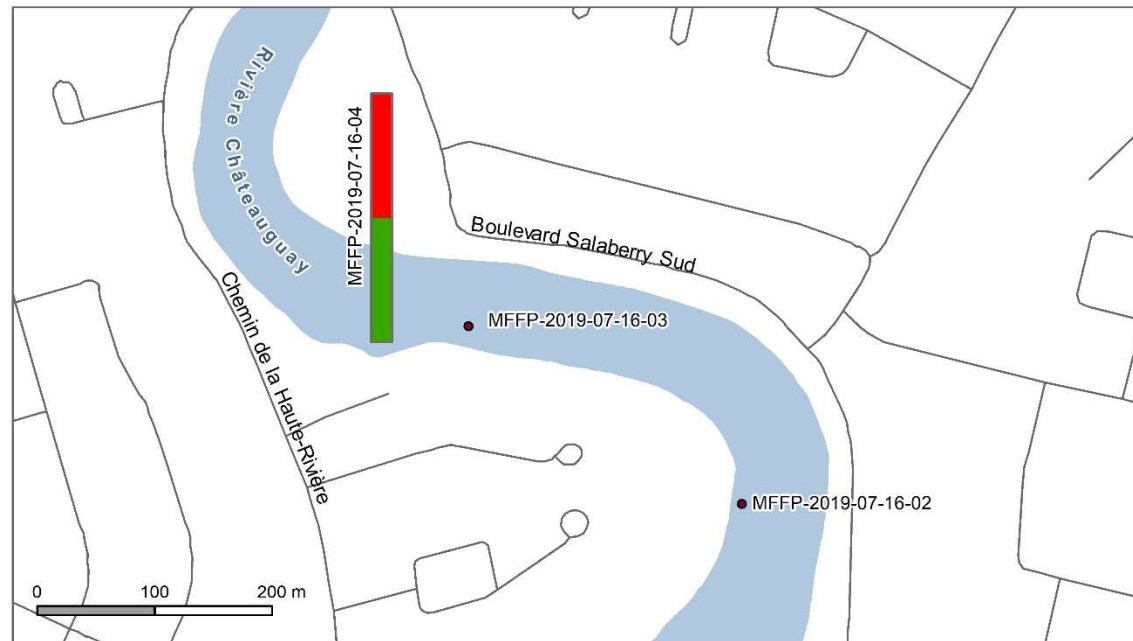 Rivière Châteauguay
MFFP-2019-07-16-04
Boulevard Salaberry Sud
Chemin de la Haute-Rivière
MFFP-2019-07-16-03
MFFP-2019-07-16-02
0 100 200 m